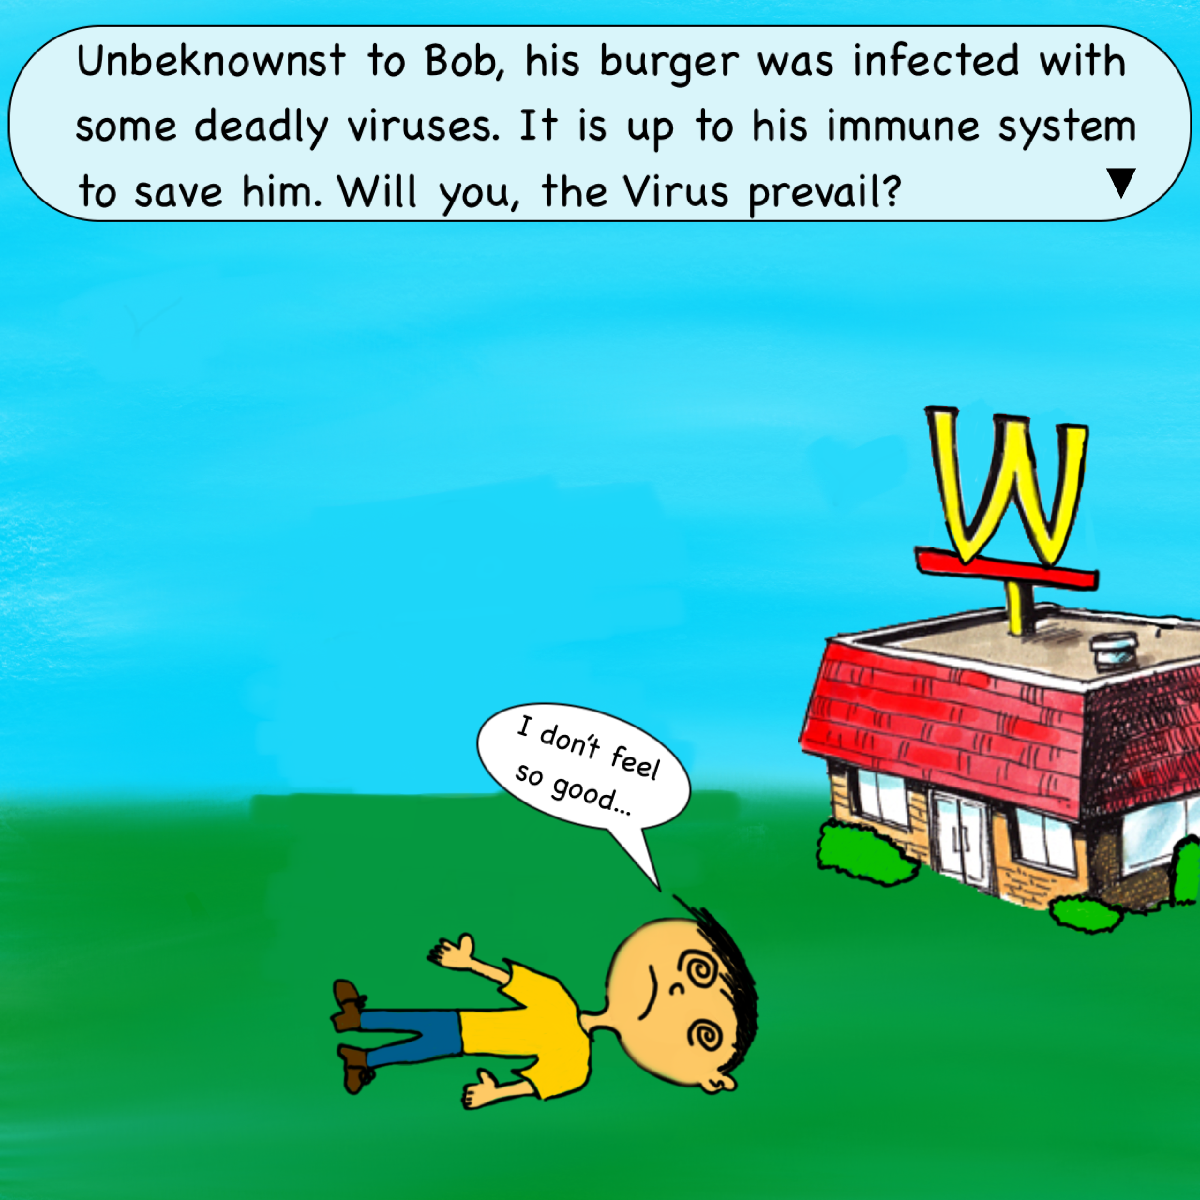 Unbeknownst to Bob, his burger was infected with
some deadly viruses. It is up to his immune system
to save him. Will you, the Virus prevail?
W
I don't feel
so good...